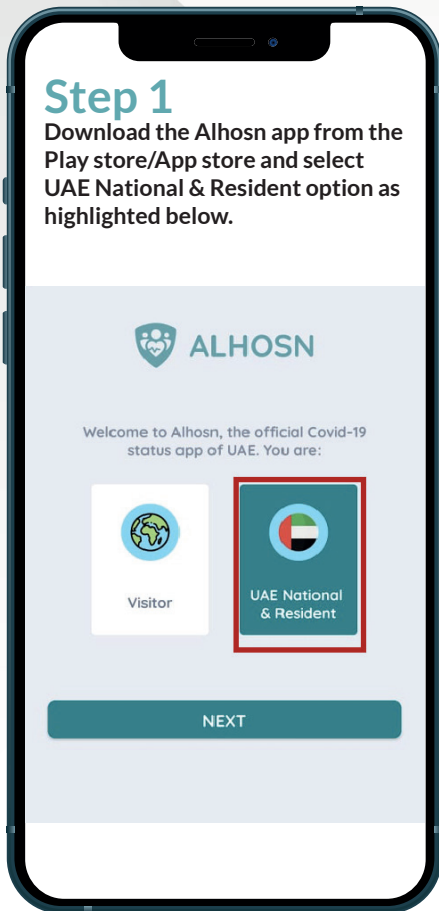 Step 1
Download the Alhosn app from the
Play store/App store and select
UAE National & Resident option as
highlighted below.
ALHOSN
Welcome to Alhosn, the official Covid-19
status app of UAE. You are:
Visitor
UAE National
& Resident
NEXT